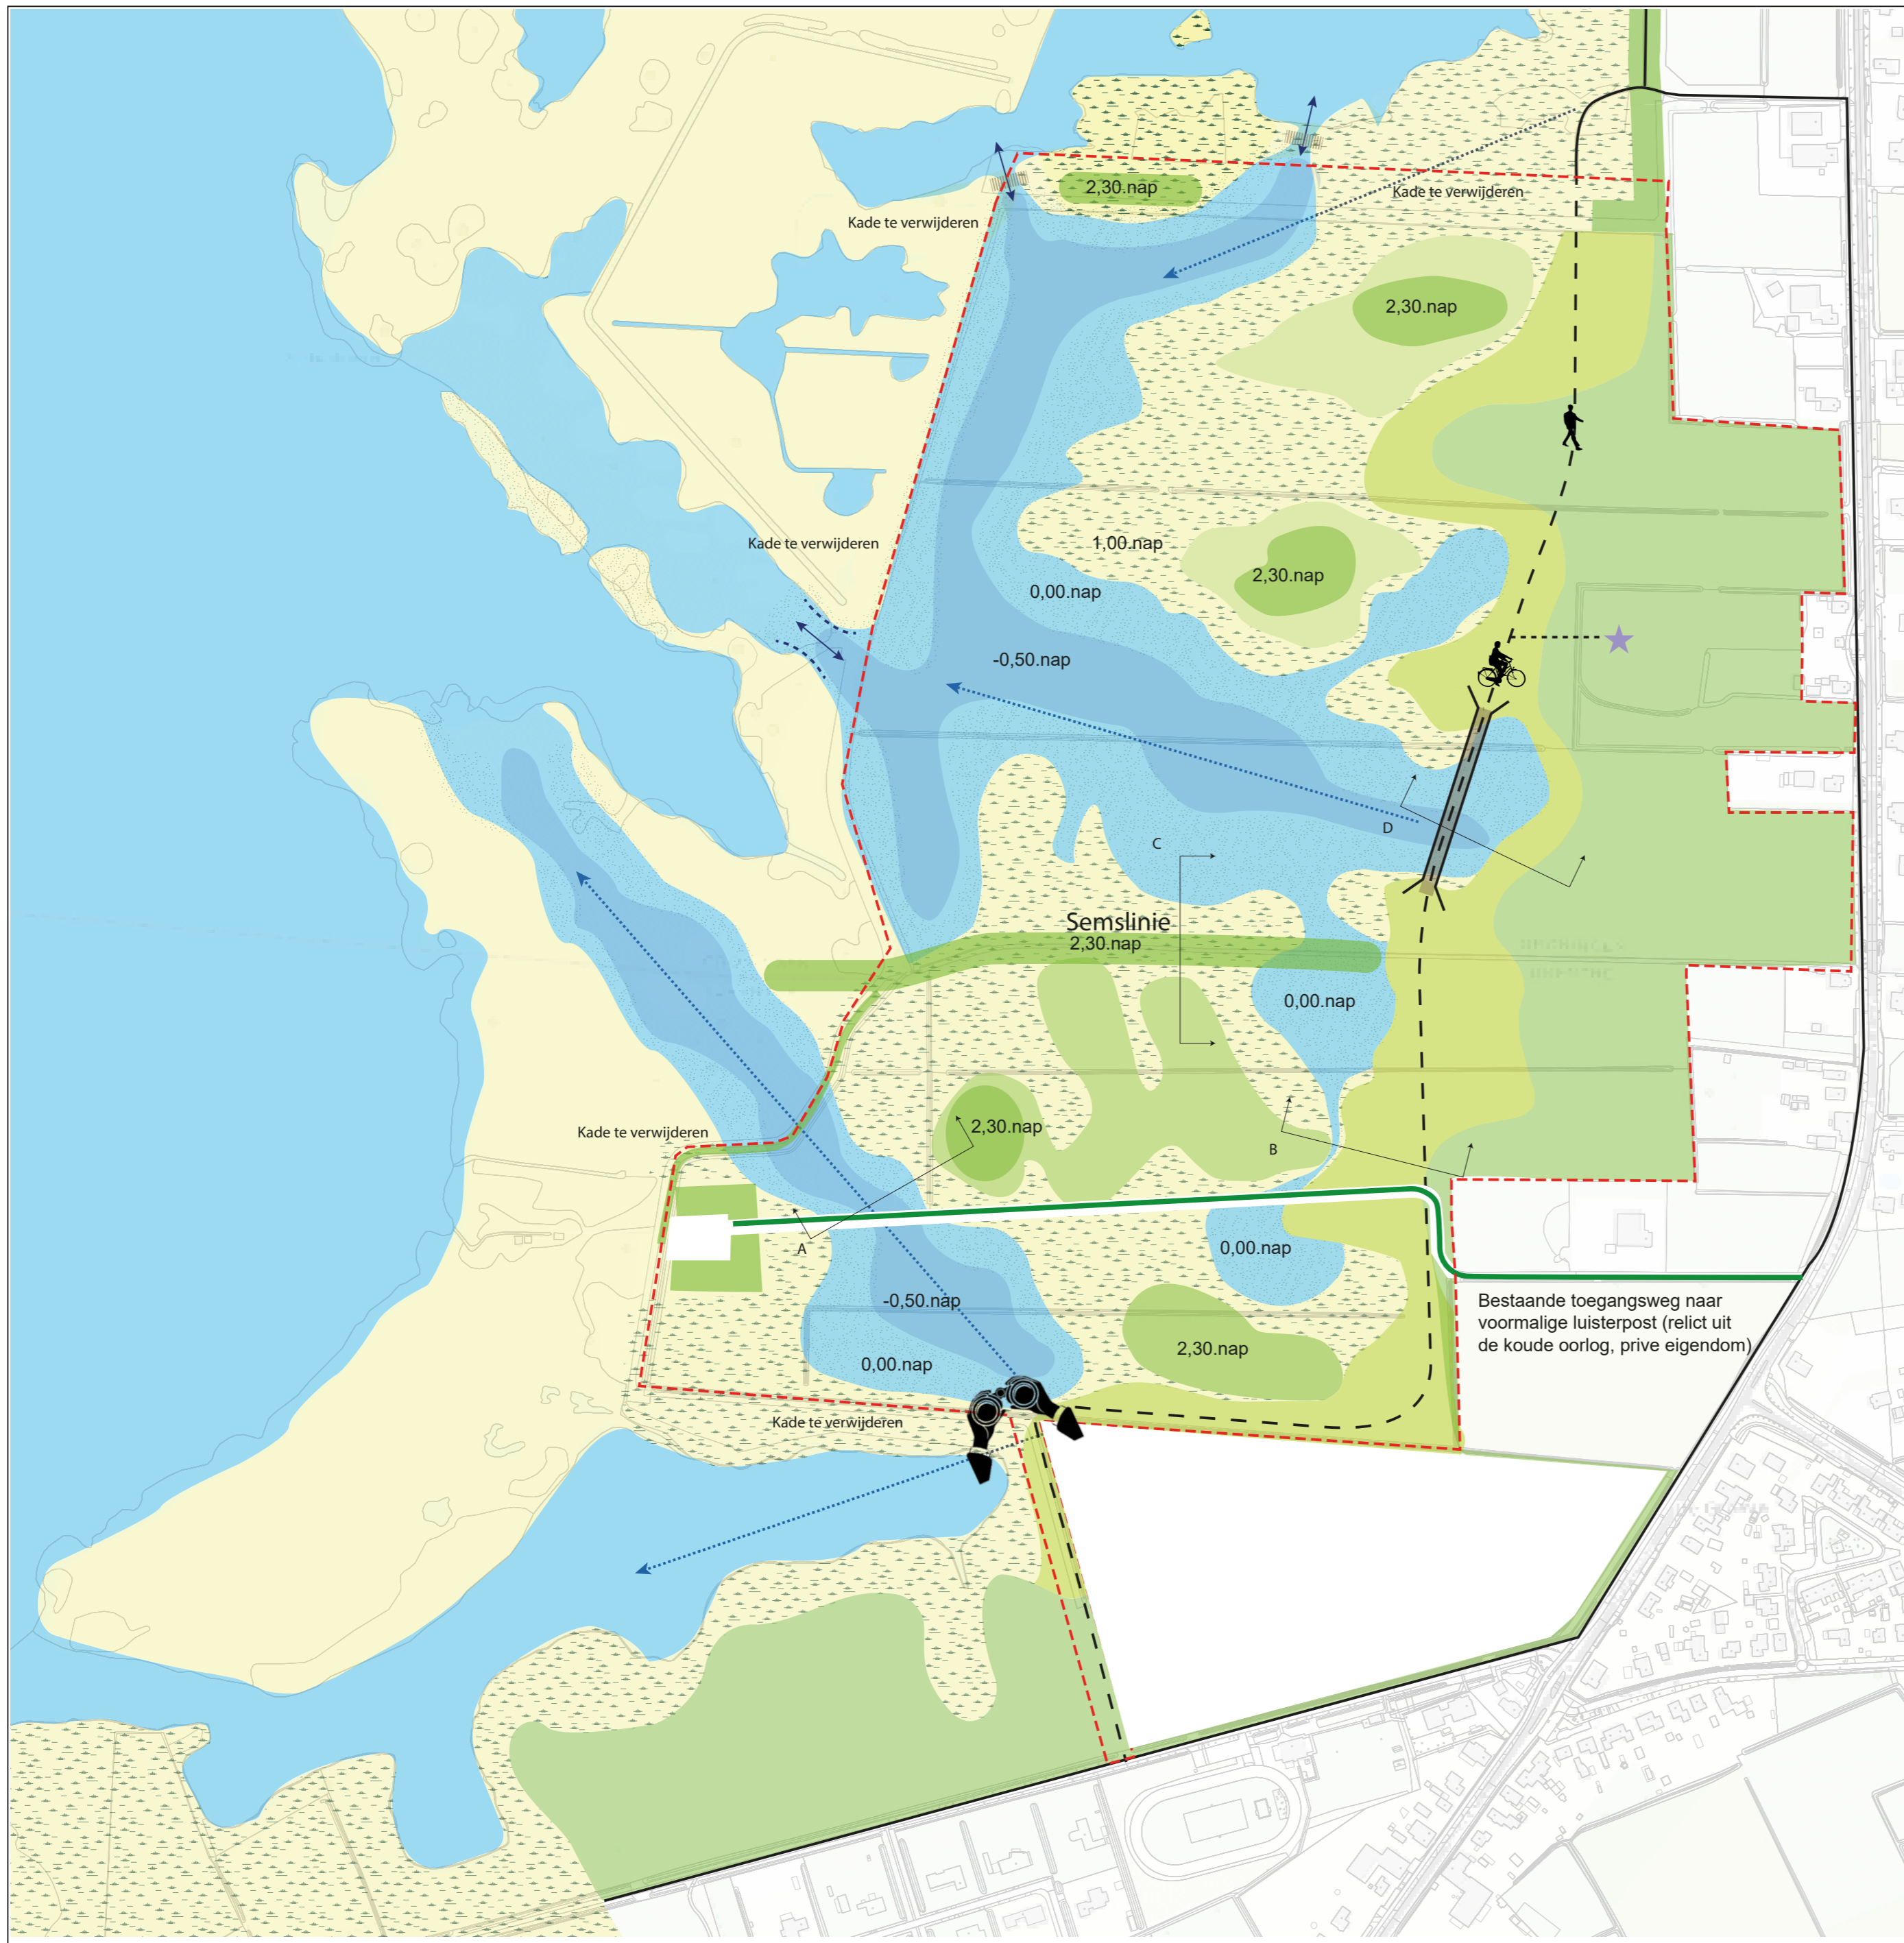 2,30.nap
Kade te verwijderen
Kade te verwijderen
2,30.nap
Kade te verwijderen
1,00.nap
2,30.nap
0,00.nap
-0,50.nap
D
C
Semslinie
2,30.nap
0,00.nap
2,30.nap
Kade te verwijderen
B
A
0,00.nap
-0,50.nap
Bestaande toegangsweg naar
voormalige luisterpost (relict uit
de koude oorlog, prive eigendom)
2,30.nap
0,00.nap
Kade te verwijderen